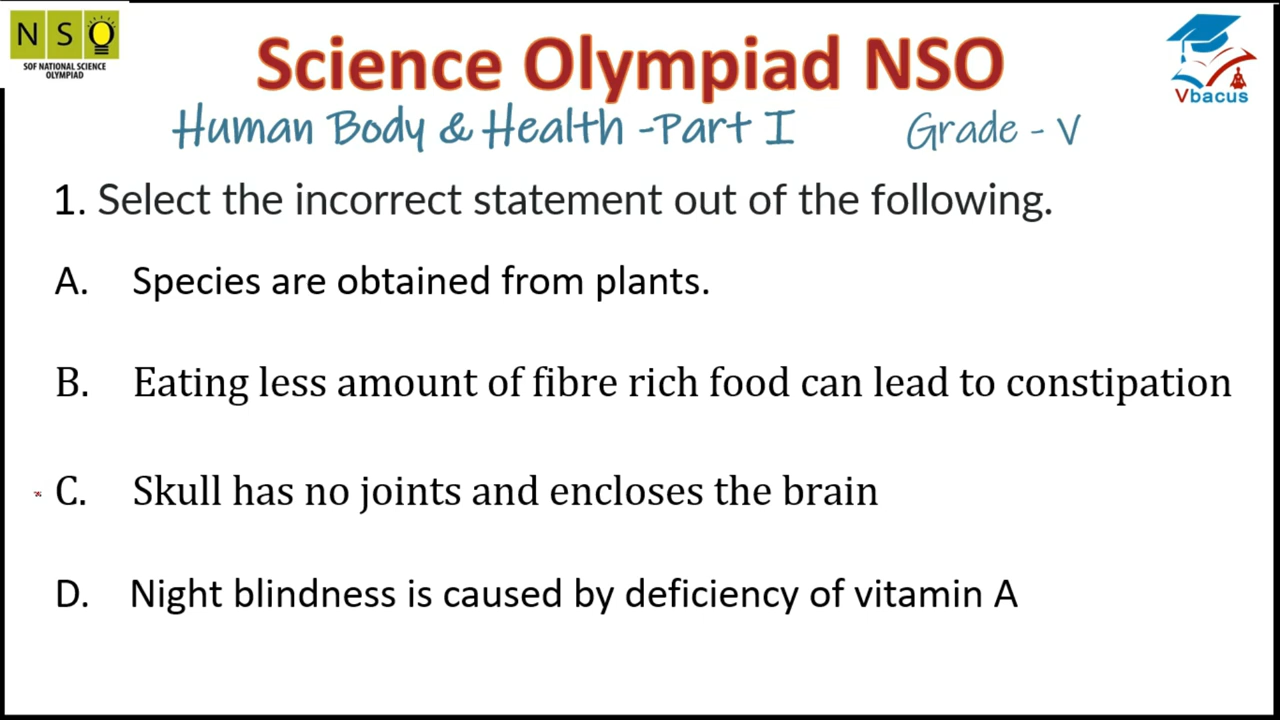 NSO
SOF NATIONAL SCIENCE
OLYMPIAD
Science Olympiad NSO
Vbacus
Human Body & Health -Part I Grade - V
1. Select the incorrect statement out of the following.
A. Species are obtained from plants.
B. Eating less amount of fibre rich food can lead to constipation
C. Skull has no joints and encloses the brain
D. Night blindness is caused by deficiency of vitamin A